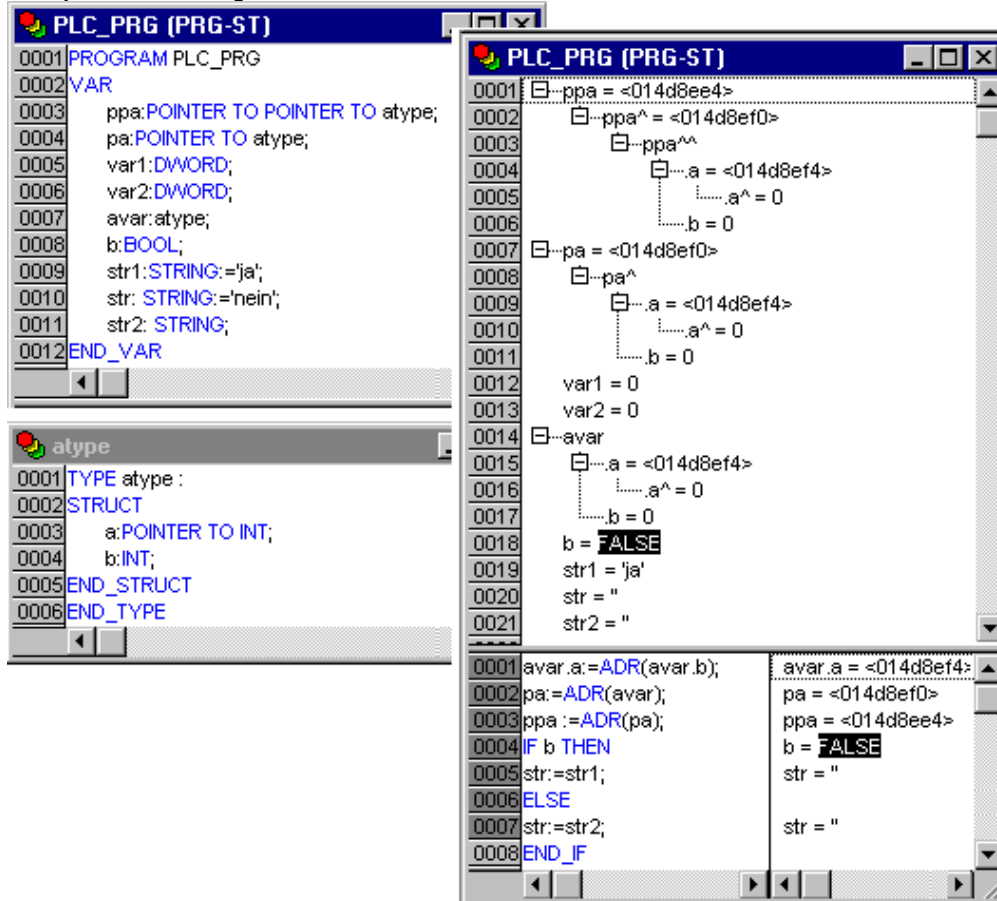 PLC_PRG (PRG-ST)
0001 PROGRAM PLC_PRG
0002 VAR
0003 ppa:POINTER TO POINTER TO atype;
0004 pa:POINTER TO atype;
0005 var1:DWORD;
0006 var2:DWORD;
0007 avar:atype;
0008 b:BOOL;
0009 str1:STRING:='ja';
0010 str: STRING:='nein';
0011 str2: STRING;
0012 END_VAR
atype
0001 TYPE atype :
0002 STRUCT
0003 a:POINTER TO INT;
0004 b:INT;
0005 END_STRUCT
0006 END_TYPE
PLC_PRG (PRG-ST)
0001 ppa = <014d8ee4>
0002 ppa^ = <014d8ef0>
0003 ppa^^
0004 .a = <014d8ef4>
0005 .a^ = 0
0006 .b = 0
0007 pa = <014d8ef0>
0008 pa^
0009 .a = <014d8ef4>
0010 .a^ = 0
0011 .b = 0
0012 var1 = 0
0013 var2 = 0
0014 avar
0015 .a = <014d8ef4>
0016 .a^ = 0
0017 .b = 0
0018 b = FALSE
0019 str1 = 'ja'
0020 str = ''
0021 str2 = ''
0001 avar.a:=ADR(avar.b); avar.a = <014d8ef4>
0002 pa:=ADR(avar); pa = <014d8ef0>
0003 ppa :=ADR(pa); ppa = <014d8ee4>
0004 IF b THEN b = FALSE
0005 str:=str1; str = ''
0006 ELSE
0007 str:=str2; str = ''
0008 END_IF